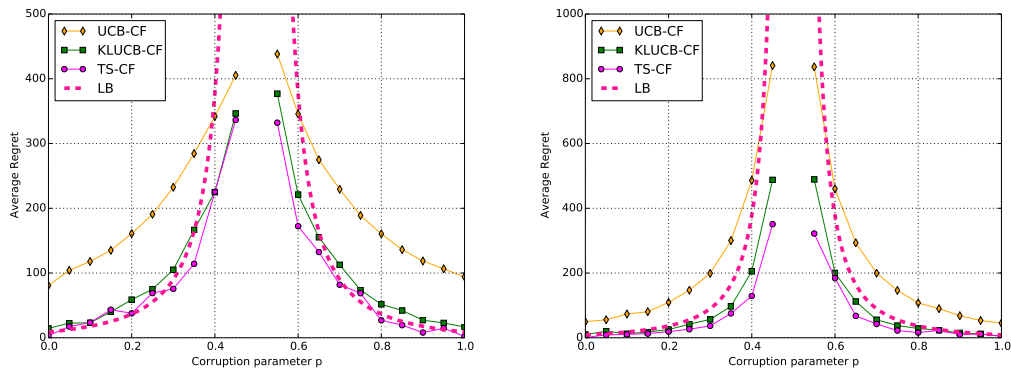 500
400
300
200
100
0
0.0 0.2 0.4 0.6 0.8 1.0
Average Regret
Corruption parameter p
UCB-CF
KLUCB-CF
TS-CF
LB
1000
800
600
400
200
0
0.0 0.2 0.4 0.6 0.8 1.0
Average Regret
Corruption parameter p
UCB-CF
KLUCB-CF
TS-CF
LB